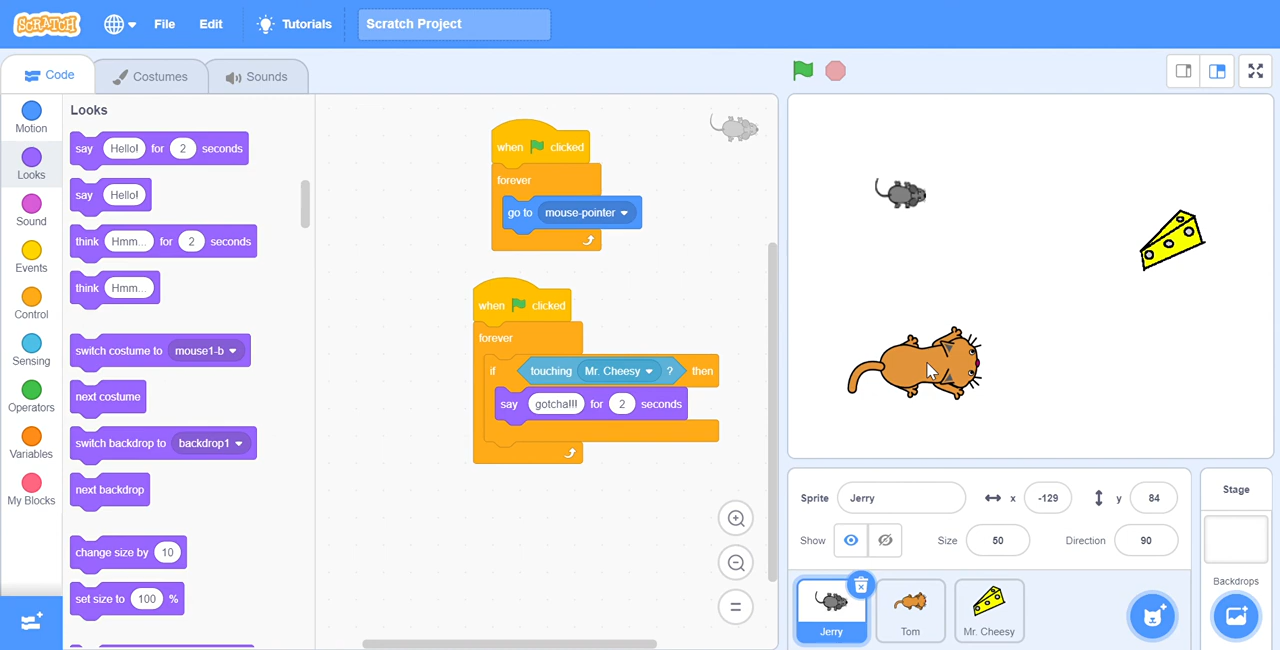 SCRATCH File Edit Tutorials Scratch Project
Code Costumes Sounds
Motion
Looks
Sound
Events
Control
Sensing
Operators
Variables
My Blocks
Looks
say Hello! for 2 seconds
say Hello!
think Hmm... for 2 seconds
think Hmm...
switch costume to mouse1-b
next costume
switch backdrop to backdrop1
next backdrop
change size by 10
set size to 100 %
when clicked
forever
go to mouse-pointer
when clicked
forever
if touching Mr. Cheesy ? then
say gotcha!!! for 2 seconds
Sprite Jerry x -129 y 84
Show Size 50 Direction 90
Jerry
Tom
Mr. Cheesy
Stage
Backdrops